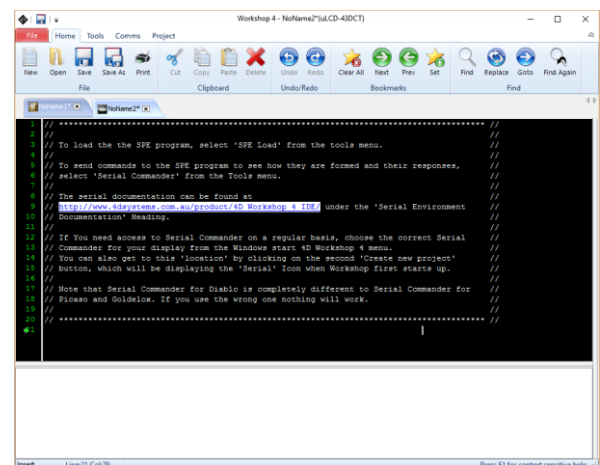 Workshop 4 - NoName2*(uLCD-43DCT)
File Home Tools Comms Project
New Open Save Save As Print Cut Copy Paste Delete Undo Redo Clear All Next Prev Set Find Replace Goto Find Again
File Clipboard Undo/Redo Bookmarks Find
NoName1* NoName2*
1 // ************************************************************************************* //
2 // //
3 // To load the the SPE program, select 'SPE Load' from the tools menu. //
4 // //
5 // To send commands to the SPE program to see how they are formed and their responses, //
6 // select 'Serial Commander' from the Tools menu. //
7 // //
8 // The serial documentation can be found at //
9 // http://www.4dsystems.com.au/product/4D Workshop 4 IDE/ under the 'Serial Environment //
10 // Documentation' Heading. //
11 // //
12 // If You need access to Serial Commander on a regular basis, choose the correct Serial //
13 // Commander for your display from the Windows start 4D Workshop 4 menu. //
14 // You can also get to this 'location' by clicking on the second 'Create new project' //
15 // button, which will be displaying the 'Serial' Icon when Workshop first starts up. //
16 // //
17 // Note that Serial Commander for Diablo is completely different to Serial Commander for //
18 // Picaso and Goldelox. If you use the wrong one nothing will work. //
19 // //
20 // ************************************************************************************* //
21
Insert Line:21 Col:79 Press F1 for context sensitive help